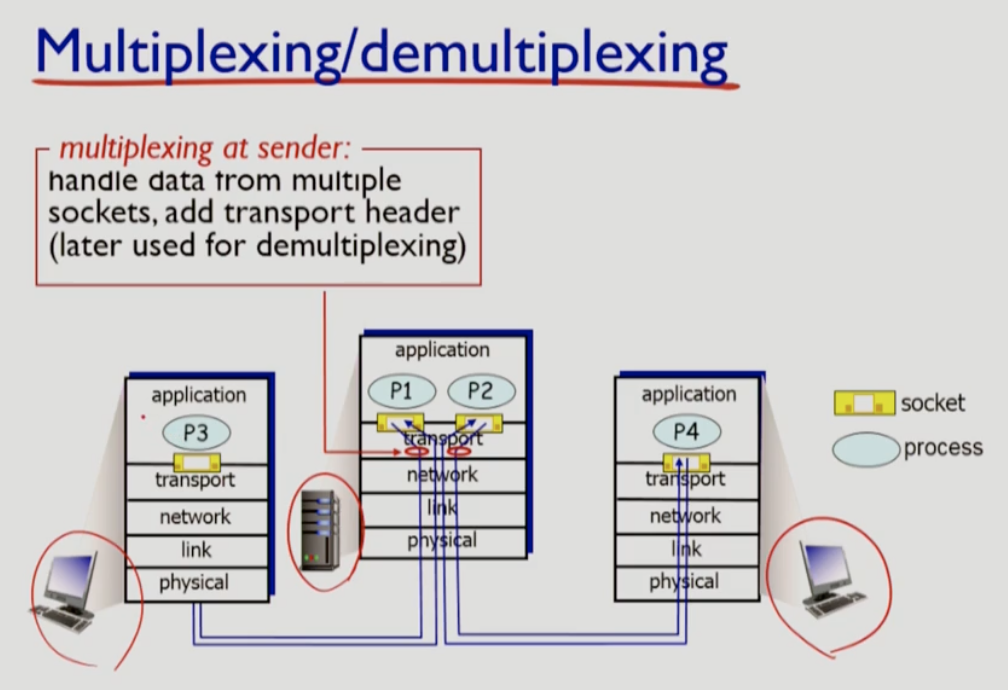 Multiplexing/demultiplexing
multiplexing at sender:
handle data from multiple
sockets, add transport header
(later used for demultiplexing)
application
P3
transport
network
link
physical
application
P1
P2
transport
network
link
physical
application
P4
transport
network
link
physical
socket
process